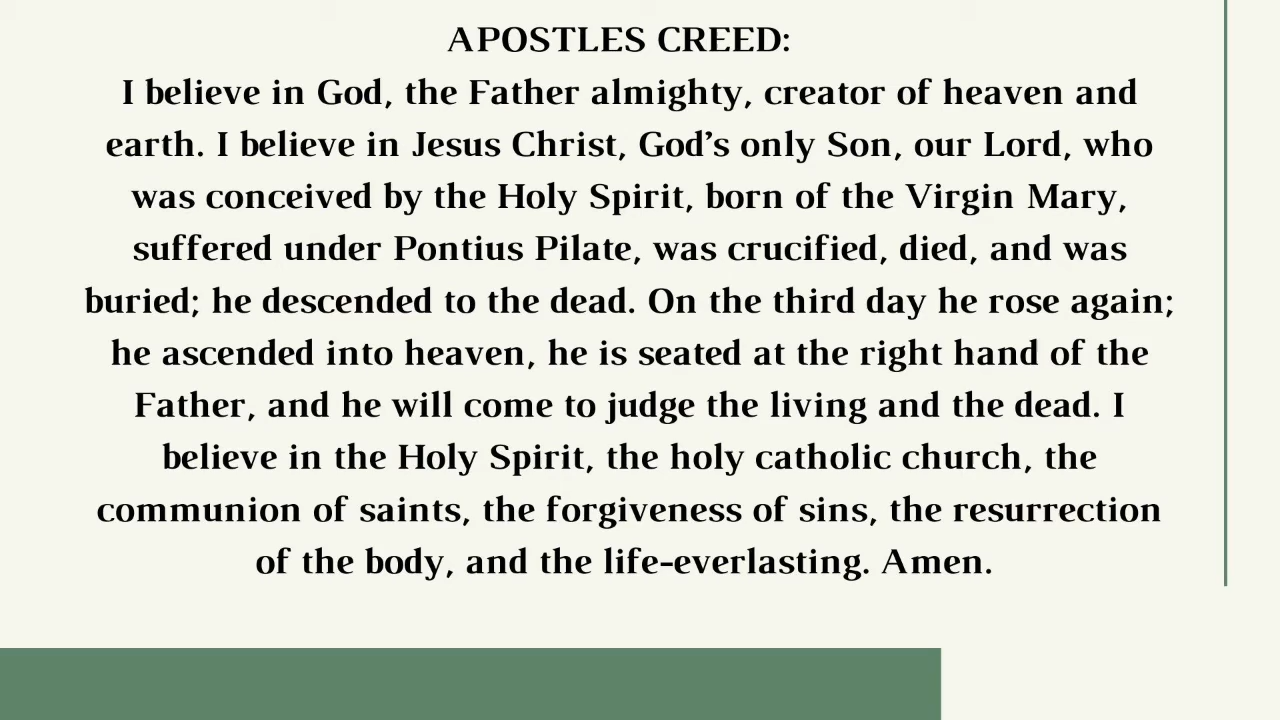 APOSTLES CREED:
I believe in God, the Father almighty, creator of heaven and
earth. I believe in Jesus Christ, God’s only Son, our Lord, who
was conceived by the Holy Spirit, born of the Virgin Mary,
suffered under Pontius Pilate, was crucified, died, and was
buried; he descended to the dead. On the third day he rose again;
he ascended into heaven, he is seated at the right hand of the
Father, and he will come to judge the living and the dead. I
believe in the Holy Spirit, the holy catholic church, the
communion of saints, the forgiveness of sins, the resurrection
of the body, and the life-everlasting. Amen.